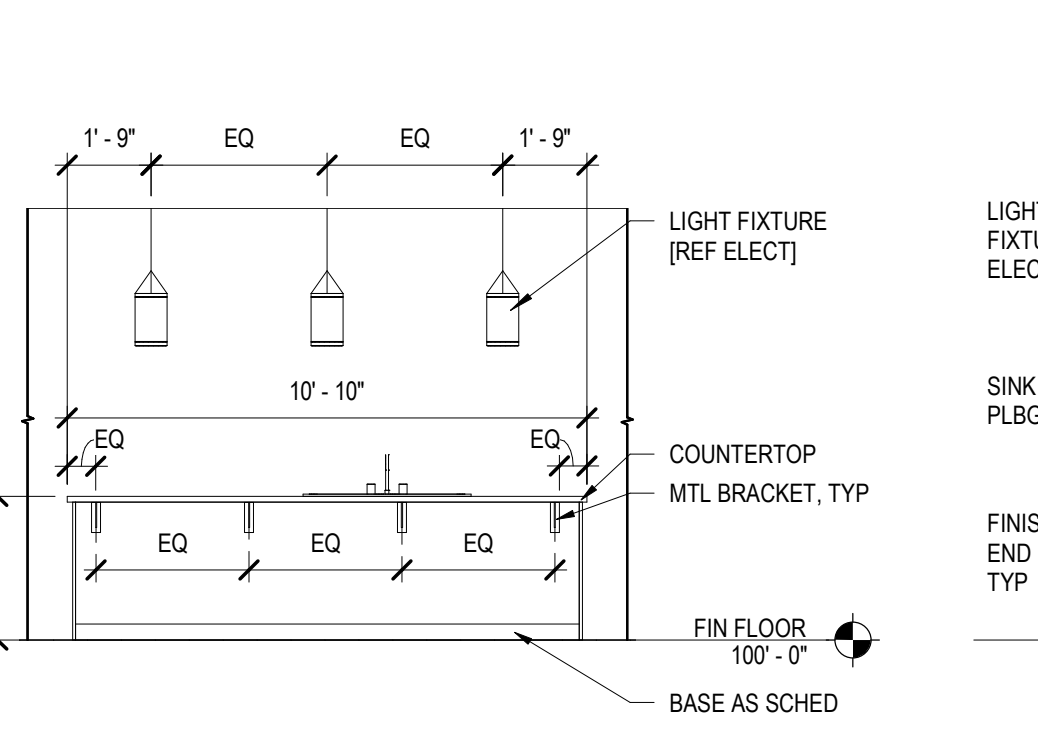 1' - 9"
EQ
EQ
1' - 9"
LIGHT FIXTURE
[REF ELECT]
10' - 10"
EQ
EQ
COUNTERTOP
MTL BRACKET, TYP
EQ
EQ
EQ
FIN FLOOR
100' - 0"
BASE AS SCHED
SINK
END
TYP